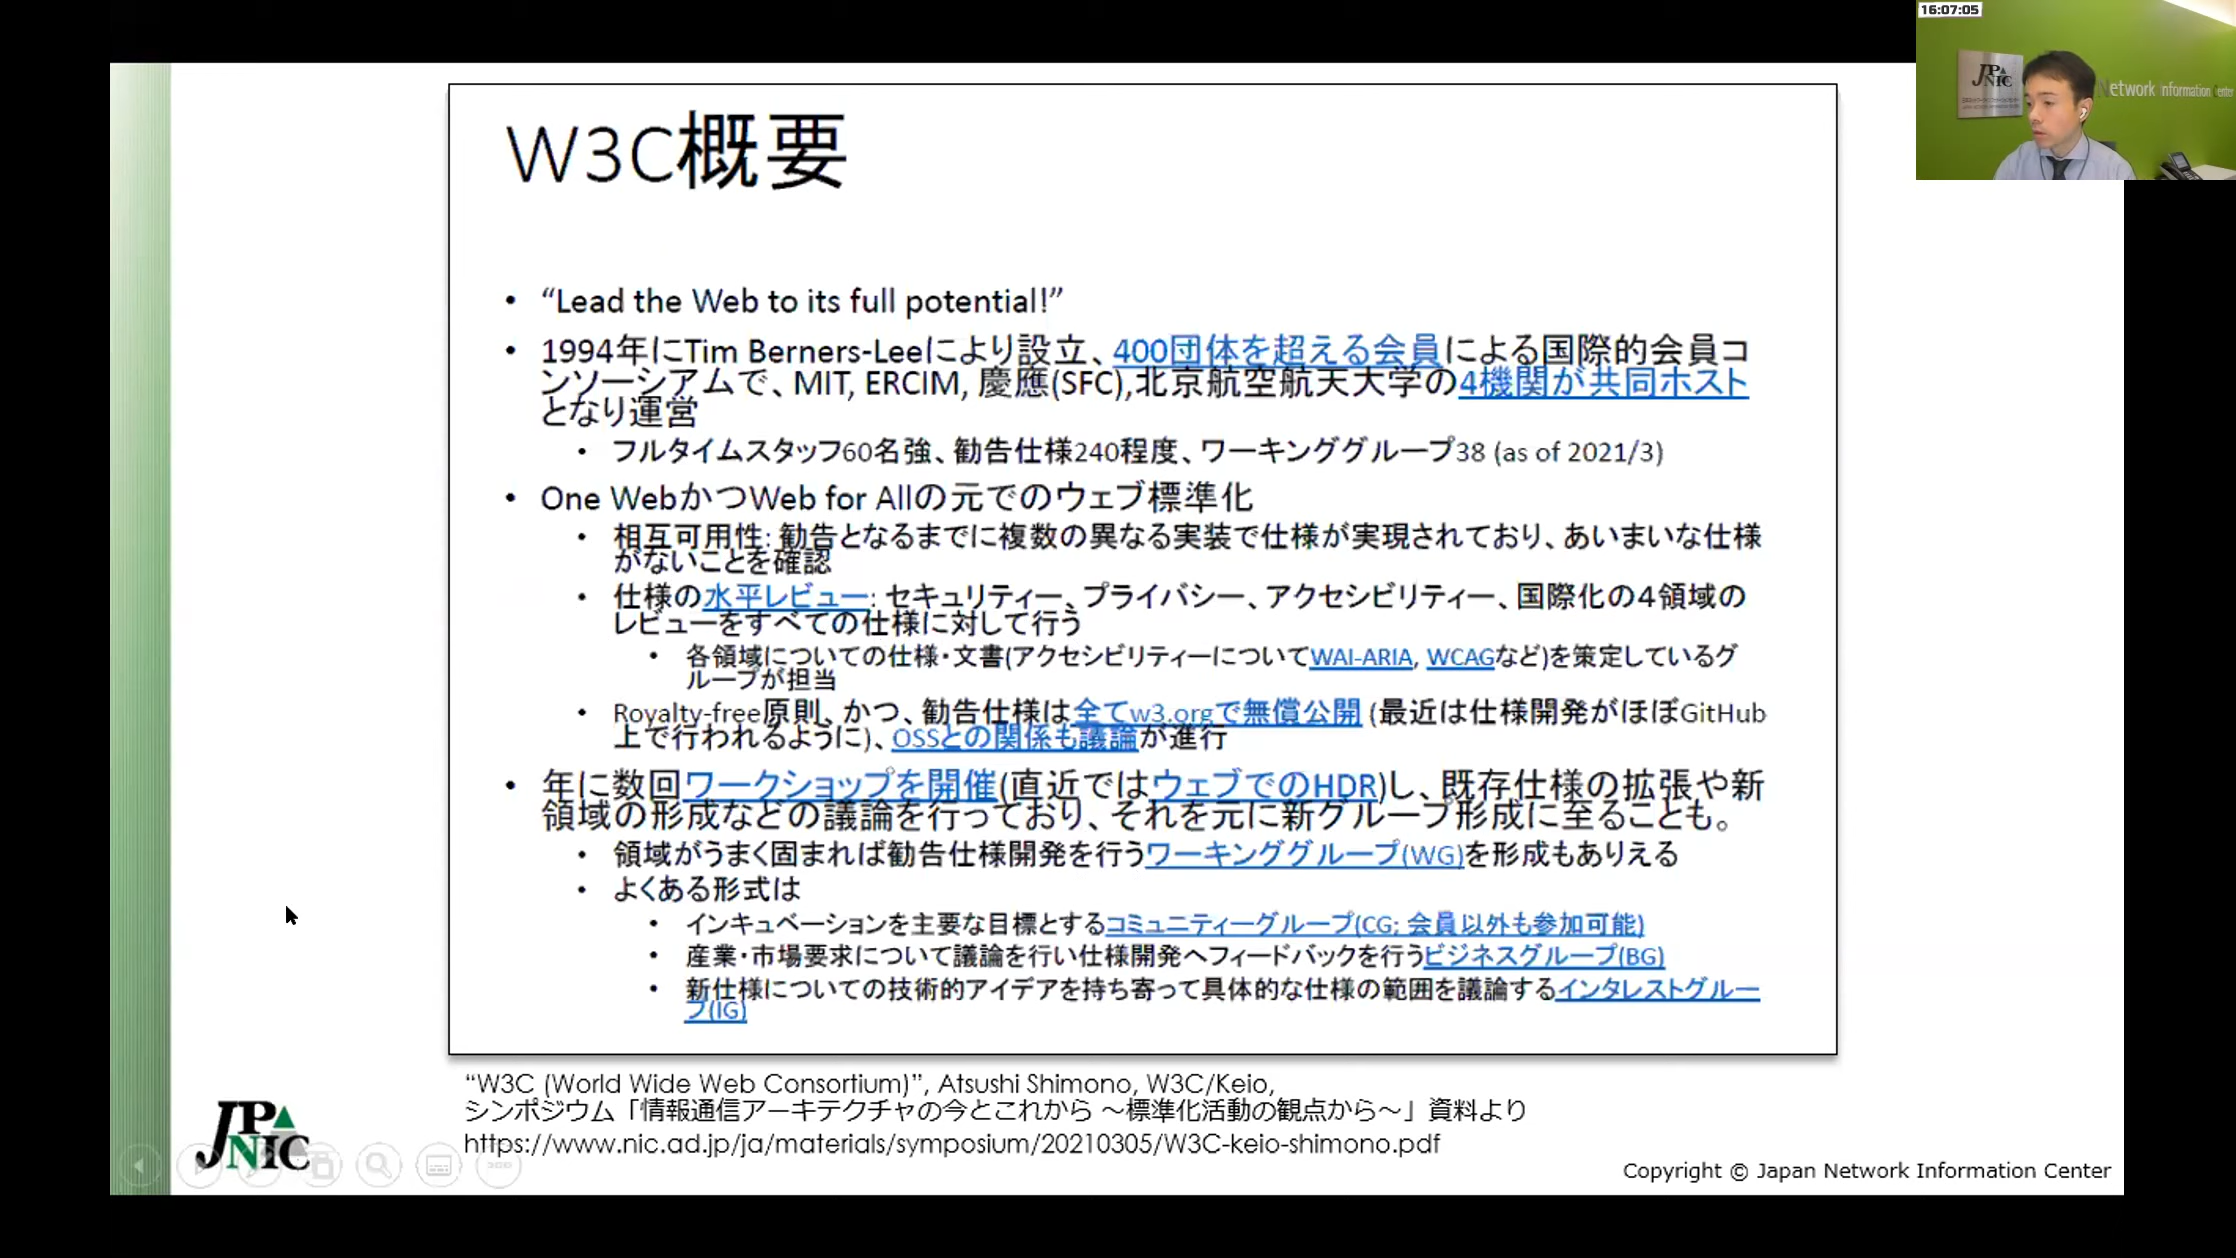 16:07:05
JPNIC
Network Information Center
W3C概要
• “Lead the Web to its full potential!”
• 1994年にTim Berners-Leeにより設立、400団体を超える会員による国際的会員コ
ンソーシアムで、MIT, ERCIM, 慶應(SFC),北京航空航天大学の4機関が共同ホスト
となり運営
• フルタイムスタッフ60名強、勧告仕様240程度、ワーキンググループ38 (as of 2021/3)
• One WebかつWeb for Allの元でのウェブ標準化
• 相互可用性: 勧告となるまでに複数の異なる実装で仕様が実現されており、あいまいな仕様
がないことを確認
• 仕様の水平レビュー: セキュリティー、プライバシー、アクセシビリティー、国際化の4領域の
レビューをすべての仕様に対して行う
• 各領域についての仕様・文書(アクセシビリティーについてWAI-ARIA, WCAGなど)を策定しているグ
ループが担当
• Royalty-free原則、かつ、勧告仕様は全てw3.orgで無償公開 (最近は仕様開発がほぼGitHub
上で行われるように)、OSSとの関係も議論が進行
• 年に数回ワークショップを開催(直近ではウェブでのHDR)し、既存仕様の拡張や新
領域の形成などの議論を行っており、それを元に新グループ形成に至ることも。
• 領域がうまく固まれば勧告仕様開発を行うワーキンググループ(WG)を形成もありえる
• よくある形式は
• インキュベーションを主要な目標とするコミュニティーグループ(CG; 会員以外も参加可能)
• 産業・市場要求について議論を行い仕様開発へフィードバックを行うビジネスグループ(BG)
• 新仕様についての技術的アイデアを持ち寄って具体的な仕様の範囲を議論するインタレストグルー
プ(IG)
“W3C (World Wide Web Consortium)”, Atsushi Shimono, W3C/Keio,
シンポジウム「情報通信アーキテクチャの今とこれから ～標準化活動の観点から～」資料より
https://www.nic.ad.jp/ja/materials/symposium/20210305/W3C-keio-shimono.pdf
JPNIC
Copyright © Japan Network Information Center